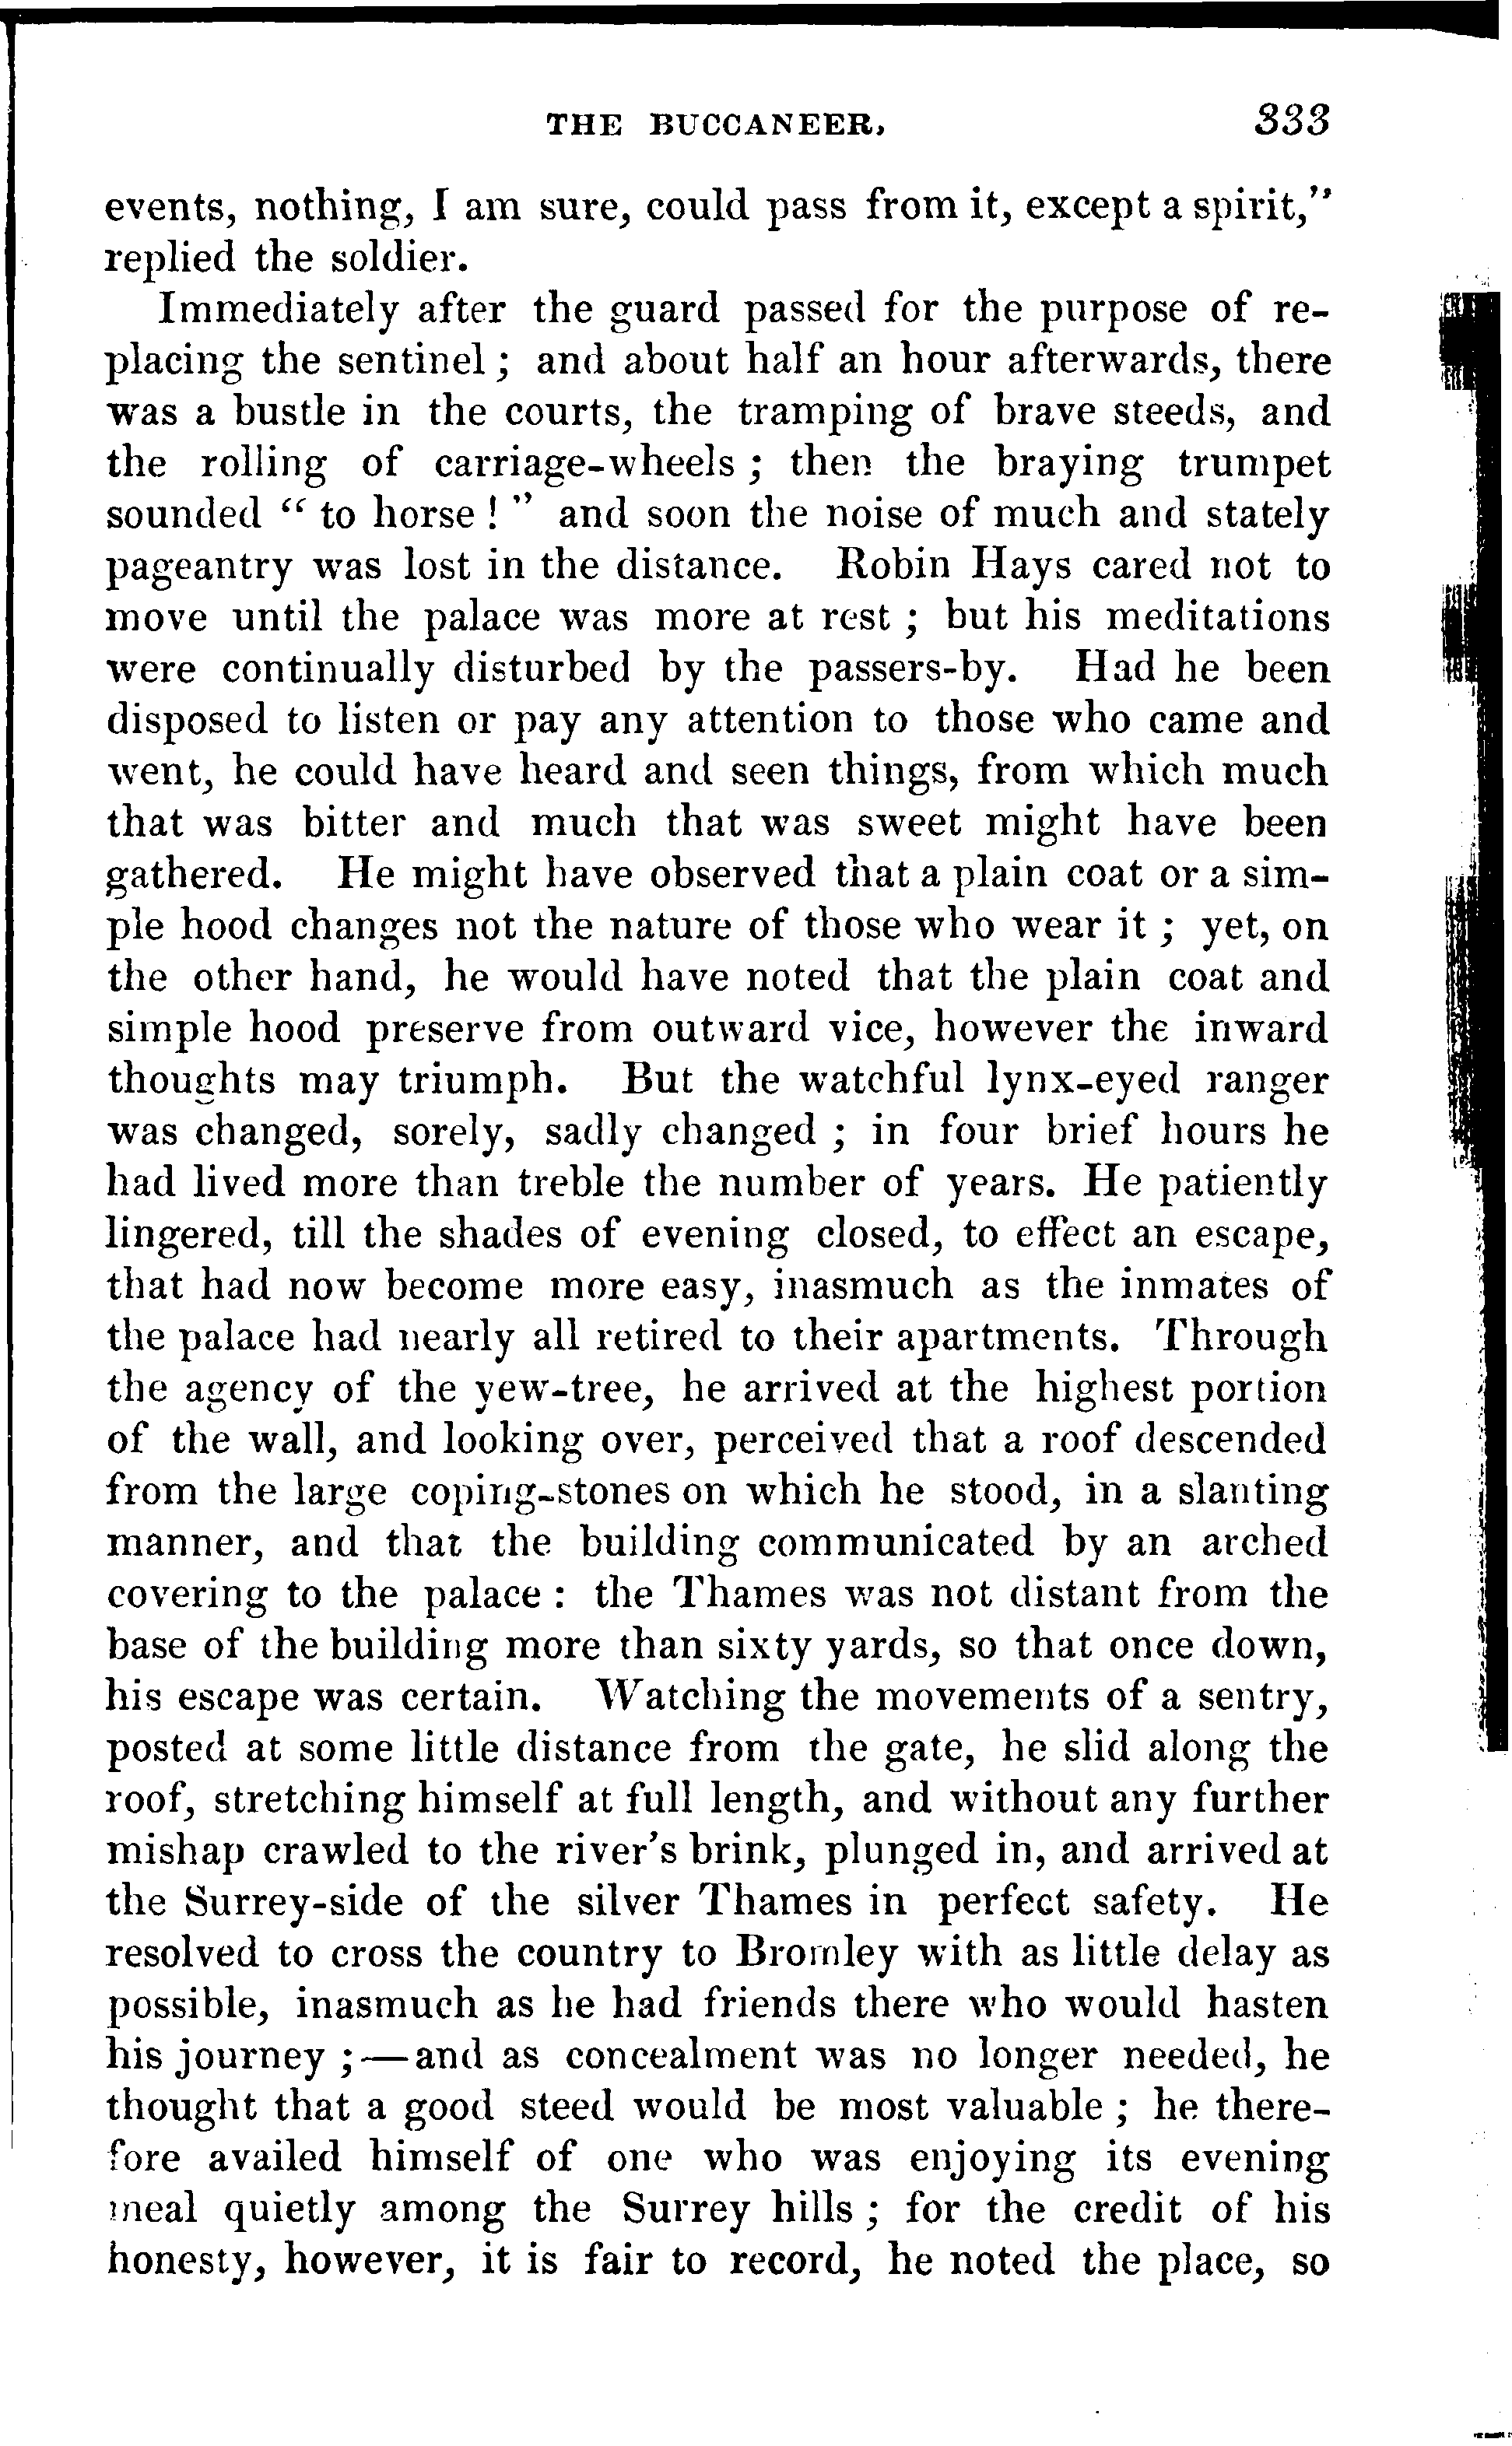 THE BUCCANEER, 333
events, nothing, I am sure, could pass from it, except a spirit,"
replied the soldier.
Immediately after the guard passed for the purpose of re-
placing the sentinel ; and about half an hour afterwards, there
was a bustle in the courts, the tramping of brave steeds, and
the rolling of carriage-wheels ; then the braying trumpet
sounded " to horse ! " and soon the noise of much and stately
pageantry was lost in the distance. Robin Hays cared not to
move until the palace was more at rest ; but his meditations
were continually disturbed by the passers-by. Had he been
disposed to listen or pay any attention to those who came and
went, he could have heard and seen things, from which much
that was bitter and much that was sweet might have been
gathered. He might have observed that a plain coat or a sim-
ple hood changes not the nature of those who wear it ; yet, on
the other hand, he would have noted that the plain coat and
simple hood preserve from outward vice, however the inward
thoughts may triumph. But the watchful lynx-eyed ranger
was changed, sorely, sadly changed ; in four brief hours he
had lived more than treble the number of years. He patiently
lingered, till the shades of evening closed, to effect an escape,
that had now become more easy, inasmuch as the inmates of
the palace had nearly all retired to their apartments. Through
the agency of the yew-tree, he arrived at the highest portion
of the wall, and looking over, perceived that a roof descended
from the large coping-stones on which he stood, in a slanting
manner, and that the building communicated by an arched
covering to the palace : the Thames was not distant from the
base of the building more than sixty yards, so that once down,
his escape was certain. Watching the movements of a sentry,
posted at some little distance from the gate, he slid along the
roof, stretching himself at full length, and without any further
mishap crawled to the river's brink, plunged in, and arrived at
the Surrey-side of the silver Thames in perfect safety. He
resolved to cross the country to Bromley with as little delay as
possible, inasmuch as he had friends there who would hasten
his journey ;—and as concealment was no longer needed, he
thought that a good steed would be most valuable ; he there-
fore availed himself of one who was enjoying its evening
meal quietly among the Surrey hills ; for the credit of his
honesty, however, it is fair to record, he noted the place, so